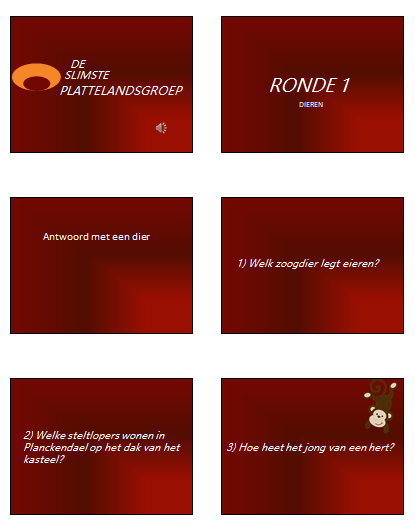 DE
SLIMSTE
PLATTELANDSGROEP
RONDE 1
DIEREN
Antwoord met een dier
1) Welk zoogdier legt eieren?
2) Welke steltlopers wonen in
Planckendael op het dak van het
kasteel?
3) Hoe heet het jong van een hert?